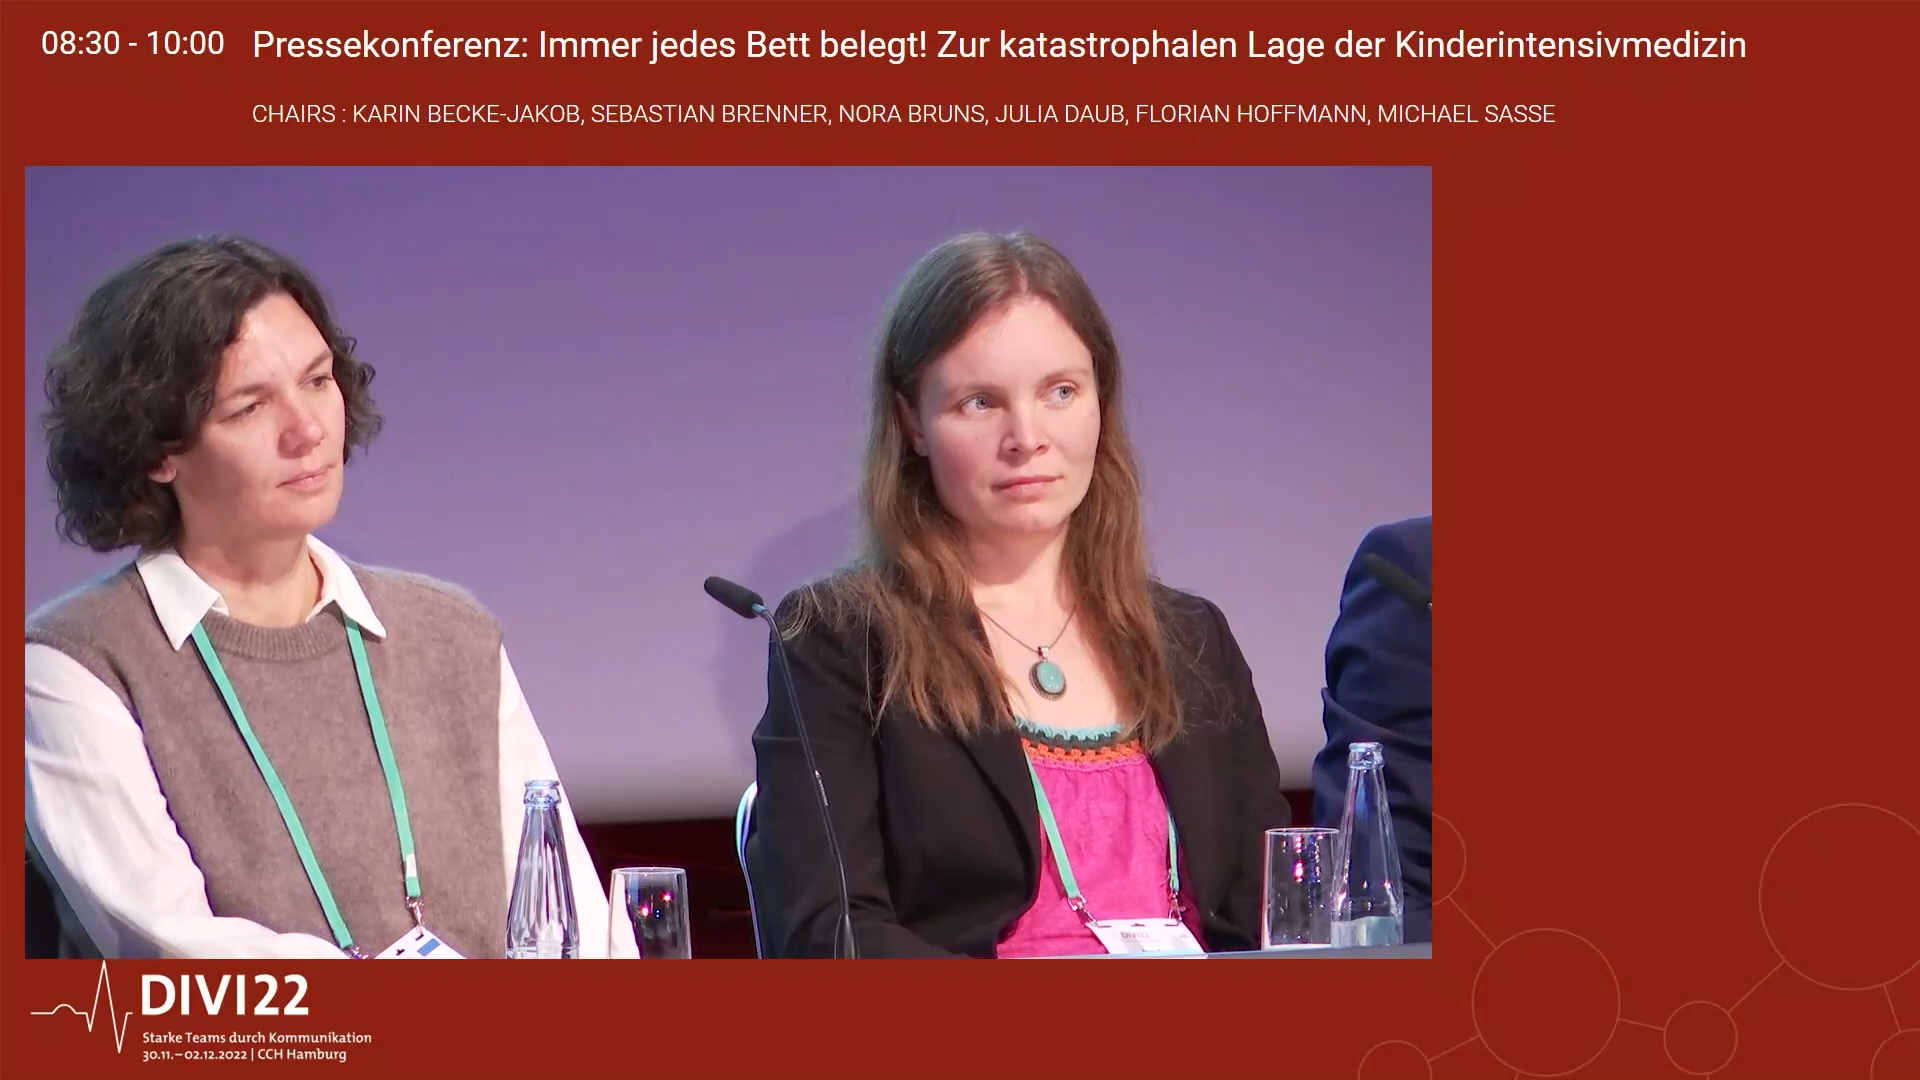 08:30 - 10:00 Pressekonferenz: Immer jedes Bett belegt! Zur katastrophalen Lage der Kinderintensivmedizin
CHAIRS : KARIN BECKE-JAKOB, SEBASTIAN BRENNER, NORA BRUNS, JULIA DAUB, FLORIAN HOFFMANN, MICHAEL SASSE
DIVI22
DIVI22
Starke Teams durch Kommunikation
30.11.–02.12.2022 | CCH Hamburg